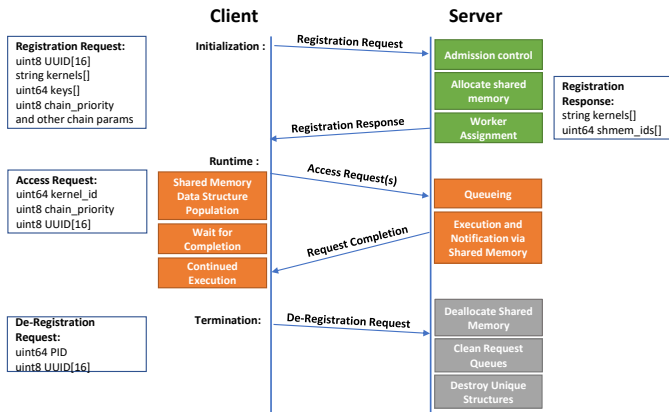 Client
Server
Registration Request:
uint8 UUID[16]
string kernels[]
uint64 keys[]
uint8 chain_priority
and other chain params
Initialization :
Registration Request
Admission control
Allocate shared
memory
Registration Response
Worker
Assignment
Registration
Response:
string kernels[]
uint64 shmem_ids[]
Runtime :
Access Request:
uint64 kernel_id
uint8 chain_priority
uint8 UUID[16]
Shared Memory
Data Structure
Population
Access Request(s)
Queueing
Wait for
Completion
Execution and
Notification via
Shared Memory
Request Completion
Continued
Execution
De-Registration
Request:
uint64 PID
uint8 UUID[16]
Termination:
De-Registration Request
Deallocate Shared
Memory
Clean Request
Queues
Destroy Unique
Structures